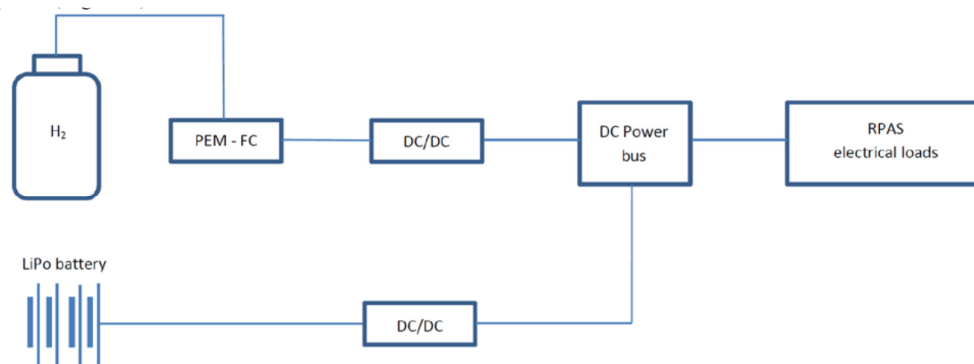 H₂
PEM - FC
DC/DC
DC Power
bus
RPAS
electrical loads
LiPo battery
DC/DC